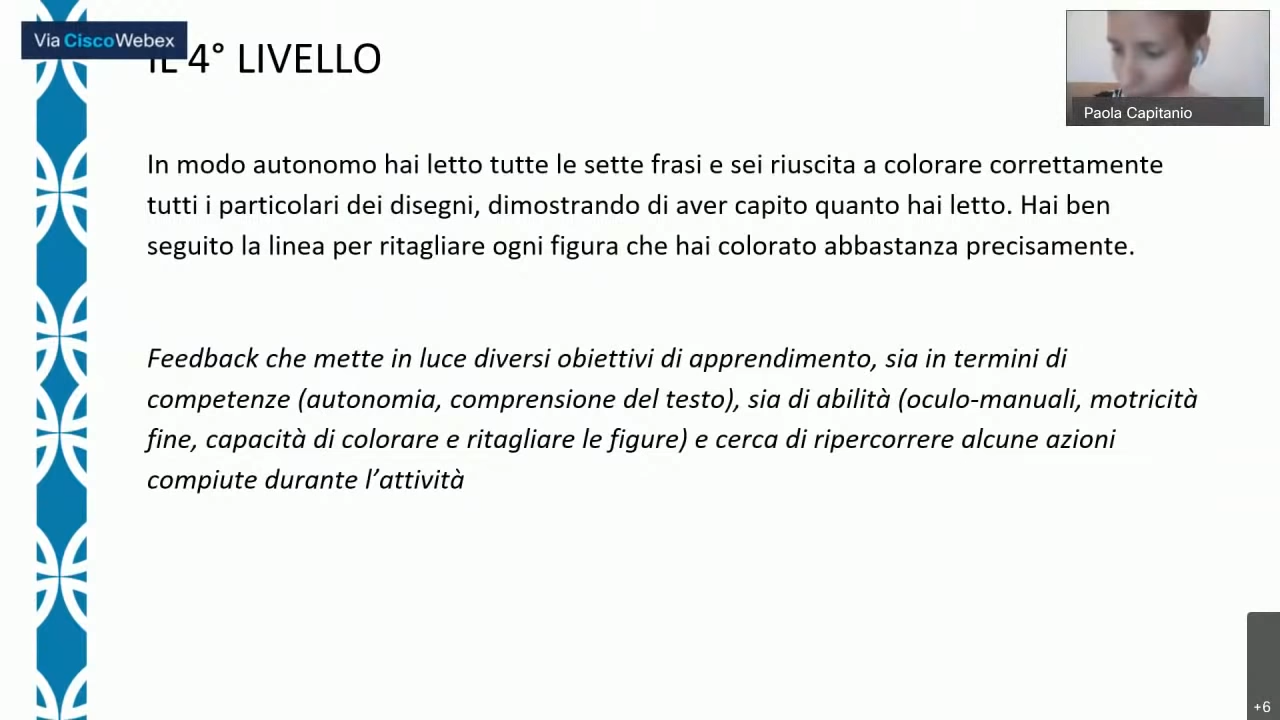 Via Cisco Webex
IL 4° LIVELLO
Paola Capitanio
In modo autonomo hai letto tutte le sette frasi e sei riuscita a colorare correttamente
tutti i particolari dei disegni, dimostrando di aver capito quanto hai letto. Hai ben
seguito la linea per ritagliare ogni figura che hai colorato abbastanza precisamente.
Feedback che mette in luce diversi obiettivi di apprendimento, sia in termini di
competenze (autonomia, comprensione del testo), sia di abilità (oculo-manuali, motricità
fine, capacità di colorare e ritagliare le figure) e cerca di ripercorrere alcune azioni
compiute durante l’attività
+6